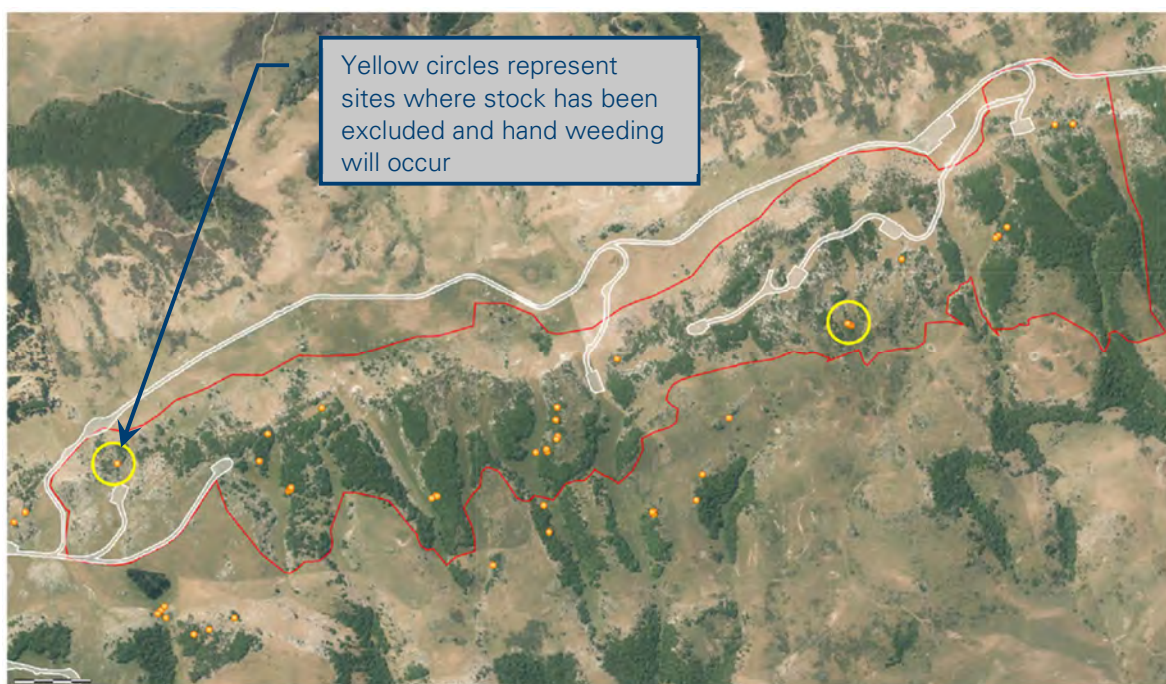 Yellow circles represent
sites where stock has been
excluded and hand weeding
will occur